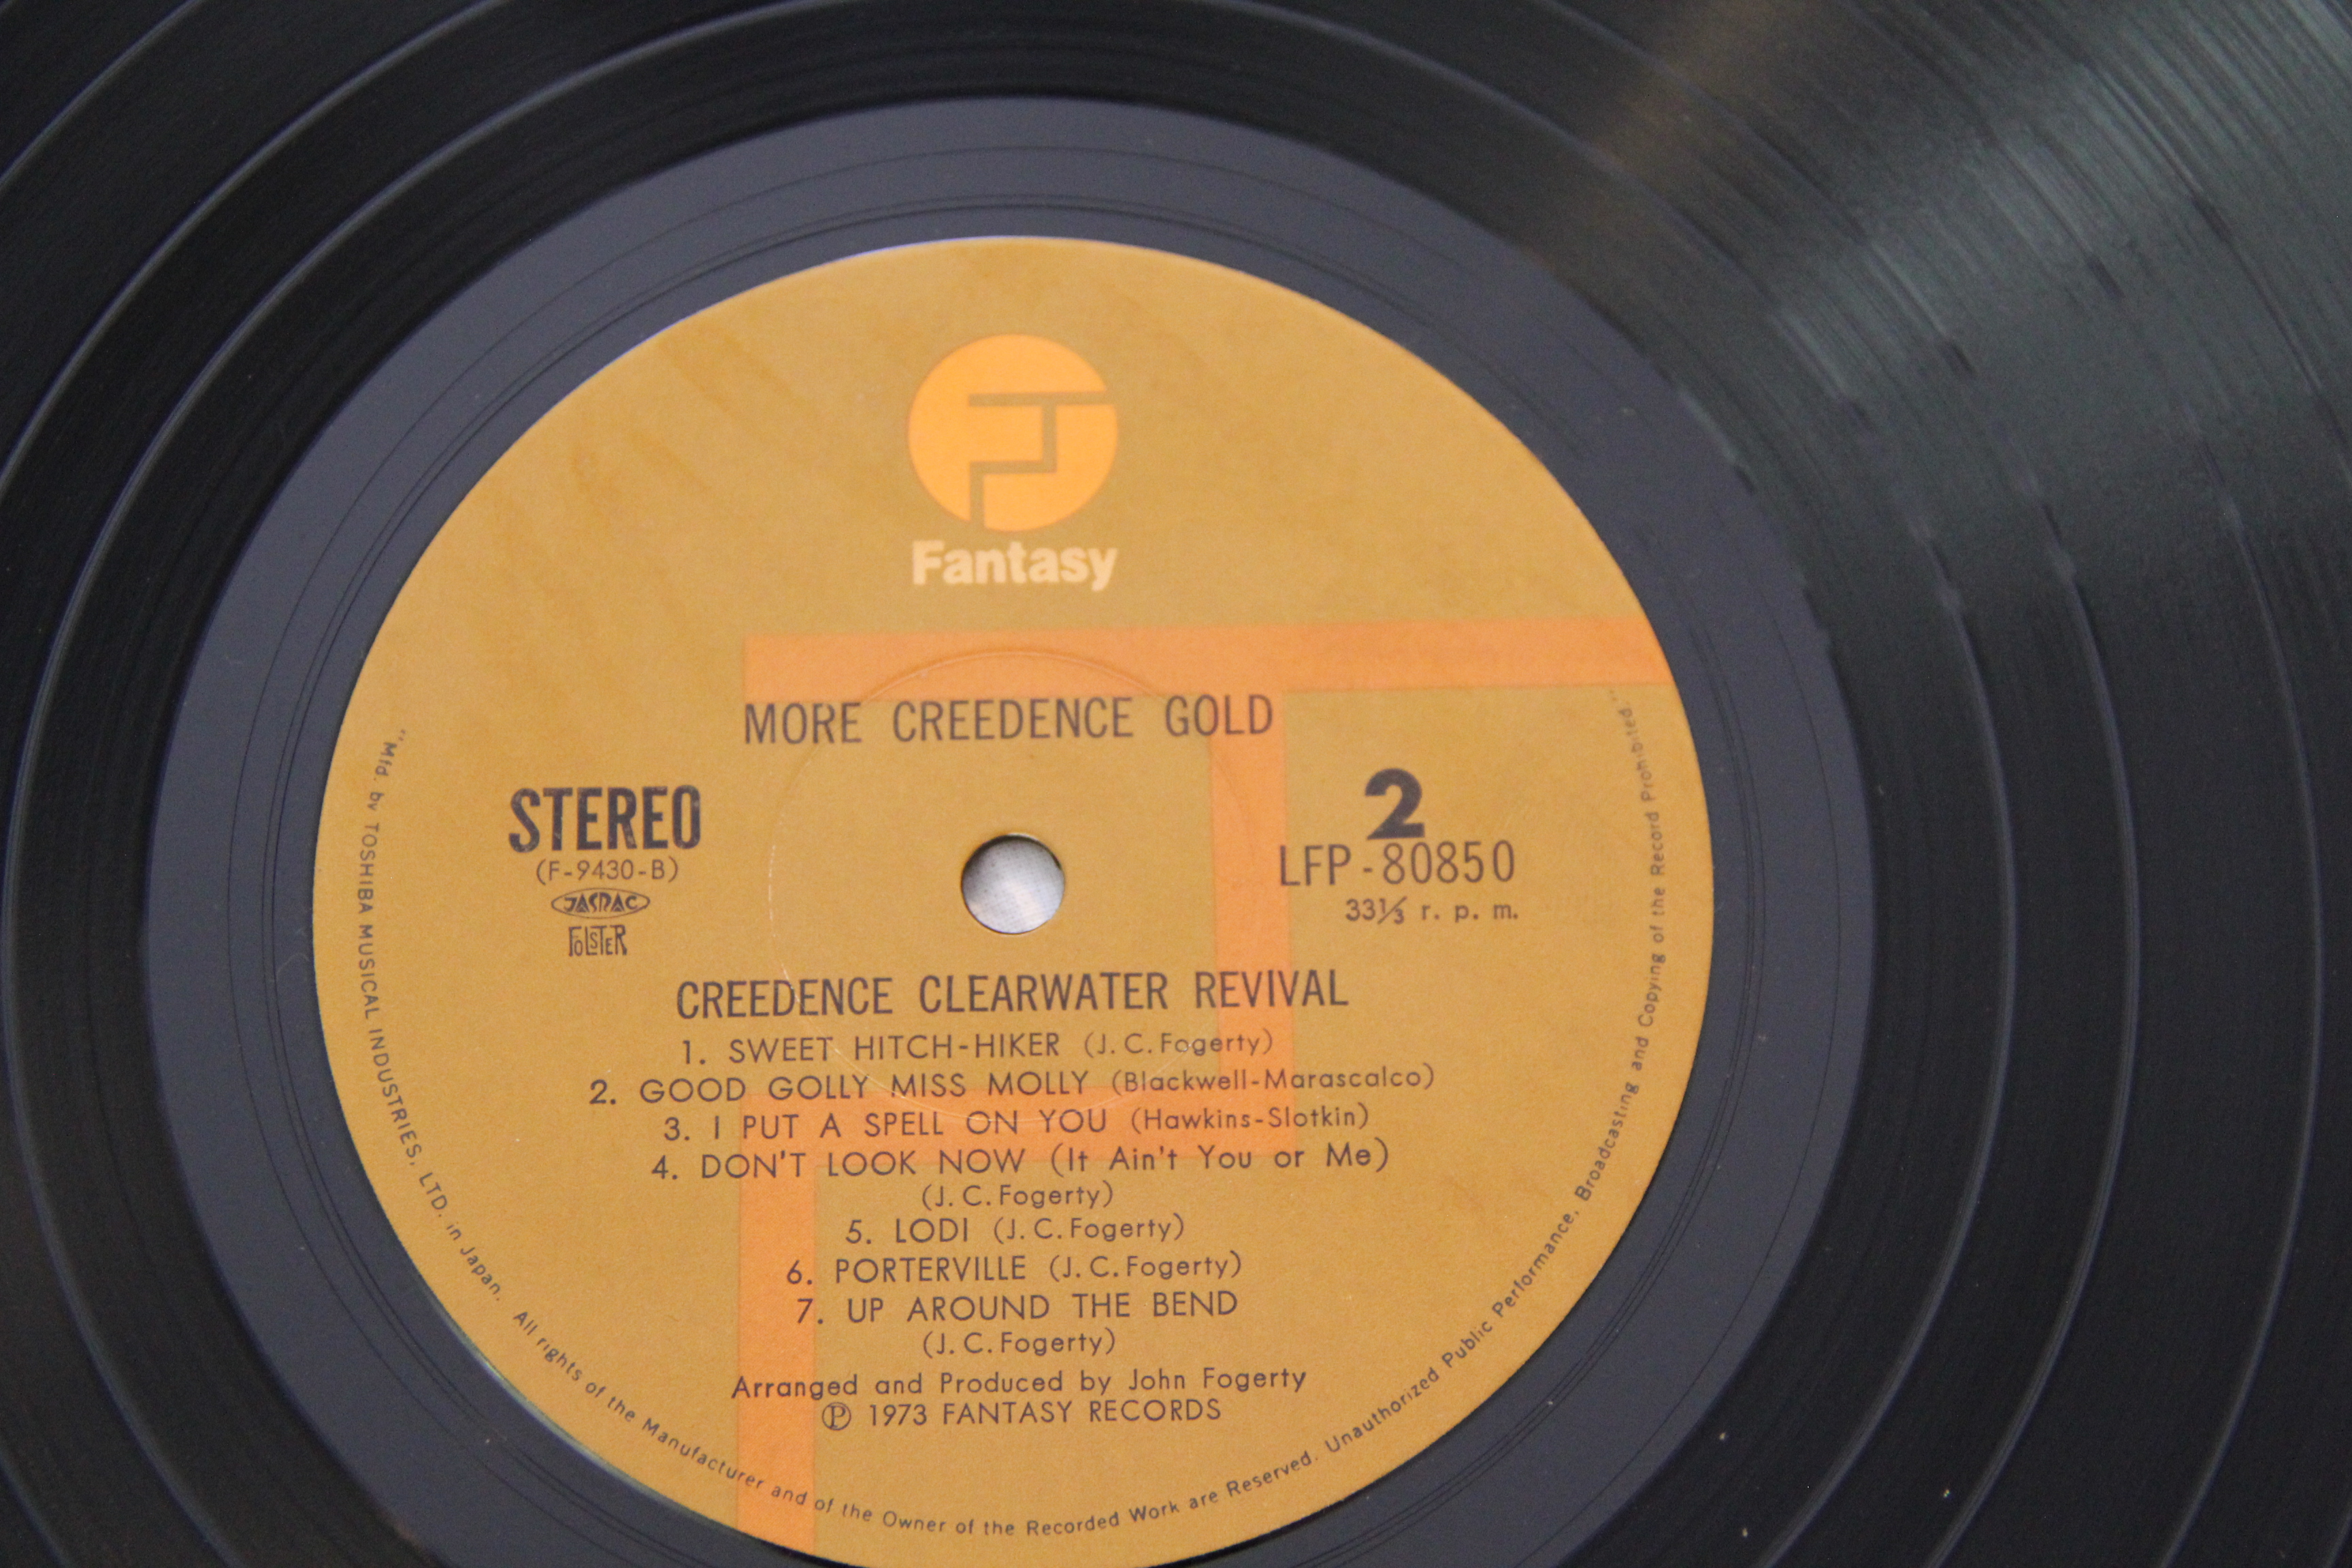 Fantasy
MORE CREEDENCE GOLD
STEREO
(F-9430-B)
JASRAC
FOLSTER
2
LFP-80850
33⅓ r. p. m.
CREEDENCE CLEARWATER REVIVAL
1. SWEET HITCH-HIKER (J. C. Fogerty)
2. GOOD GOLLY MISS MOLLY (Blackwell-Marascalco)
3. I PUT A SPELL ON YOU (Hawkins-Slotkin)
4. DON'T LOOK NOW (It Ain't You or Me)
(J. C. Fogerty)
5. LODI (J. C. Fogerty)
6. PORTERVILLE (J. C. Fogerty)
7. UP AROUND THE BEND
(J. C. Fogerty)
Arranged and Produced by John Fogerty
℗ 1973 FANTASY RECORDS
"Mfd. by TOSHIBA MUSICAL INDUSTRIES, LTD. in Japan. All rights of the Manufacturer and of the Owner of the Recorded Work are Reserved. Unauthorized Public Performance, Broadcasting and Copying of the Record Prohibited."